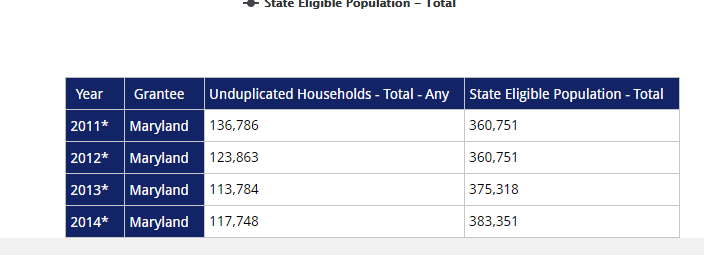 State Eligible Population - Total
Year Grantee Unduplicated Households - Total - Any State Eligible Population - Total
2011* Maryland 136,786 360,751
2012* Maryland 123,863 360,751
2013* Maryland 113,784 375,318
2014* Maryland 117,748 383,351